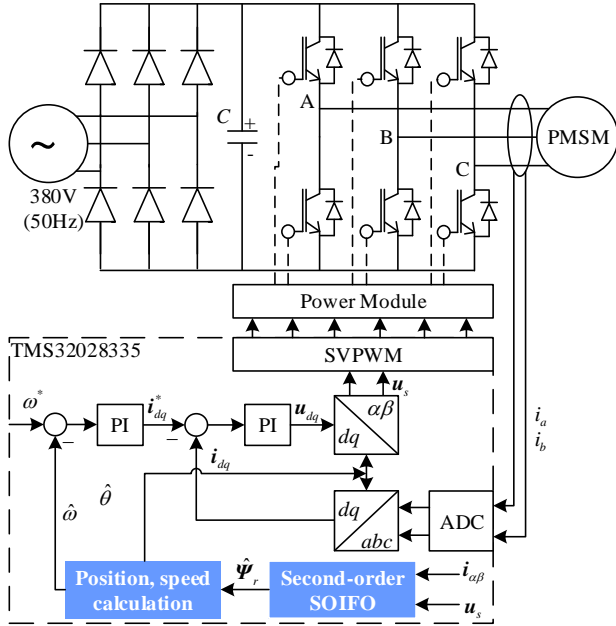 C
+
-
A
B
C
PMSM
~
380V
(50Hz)
Power Module
TMS32028335
SVPWM
ω*
−
PI
i*dq
−
PI
udq
us
αβ
dq
ia
ib
idq
θ̂
ω̂
dq
abc
ADC
Position, speed
calculation
Ψ̂r
Second-order
SOIFO
iαβ
us